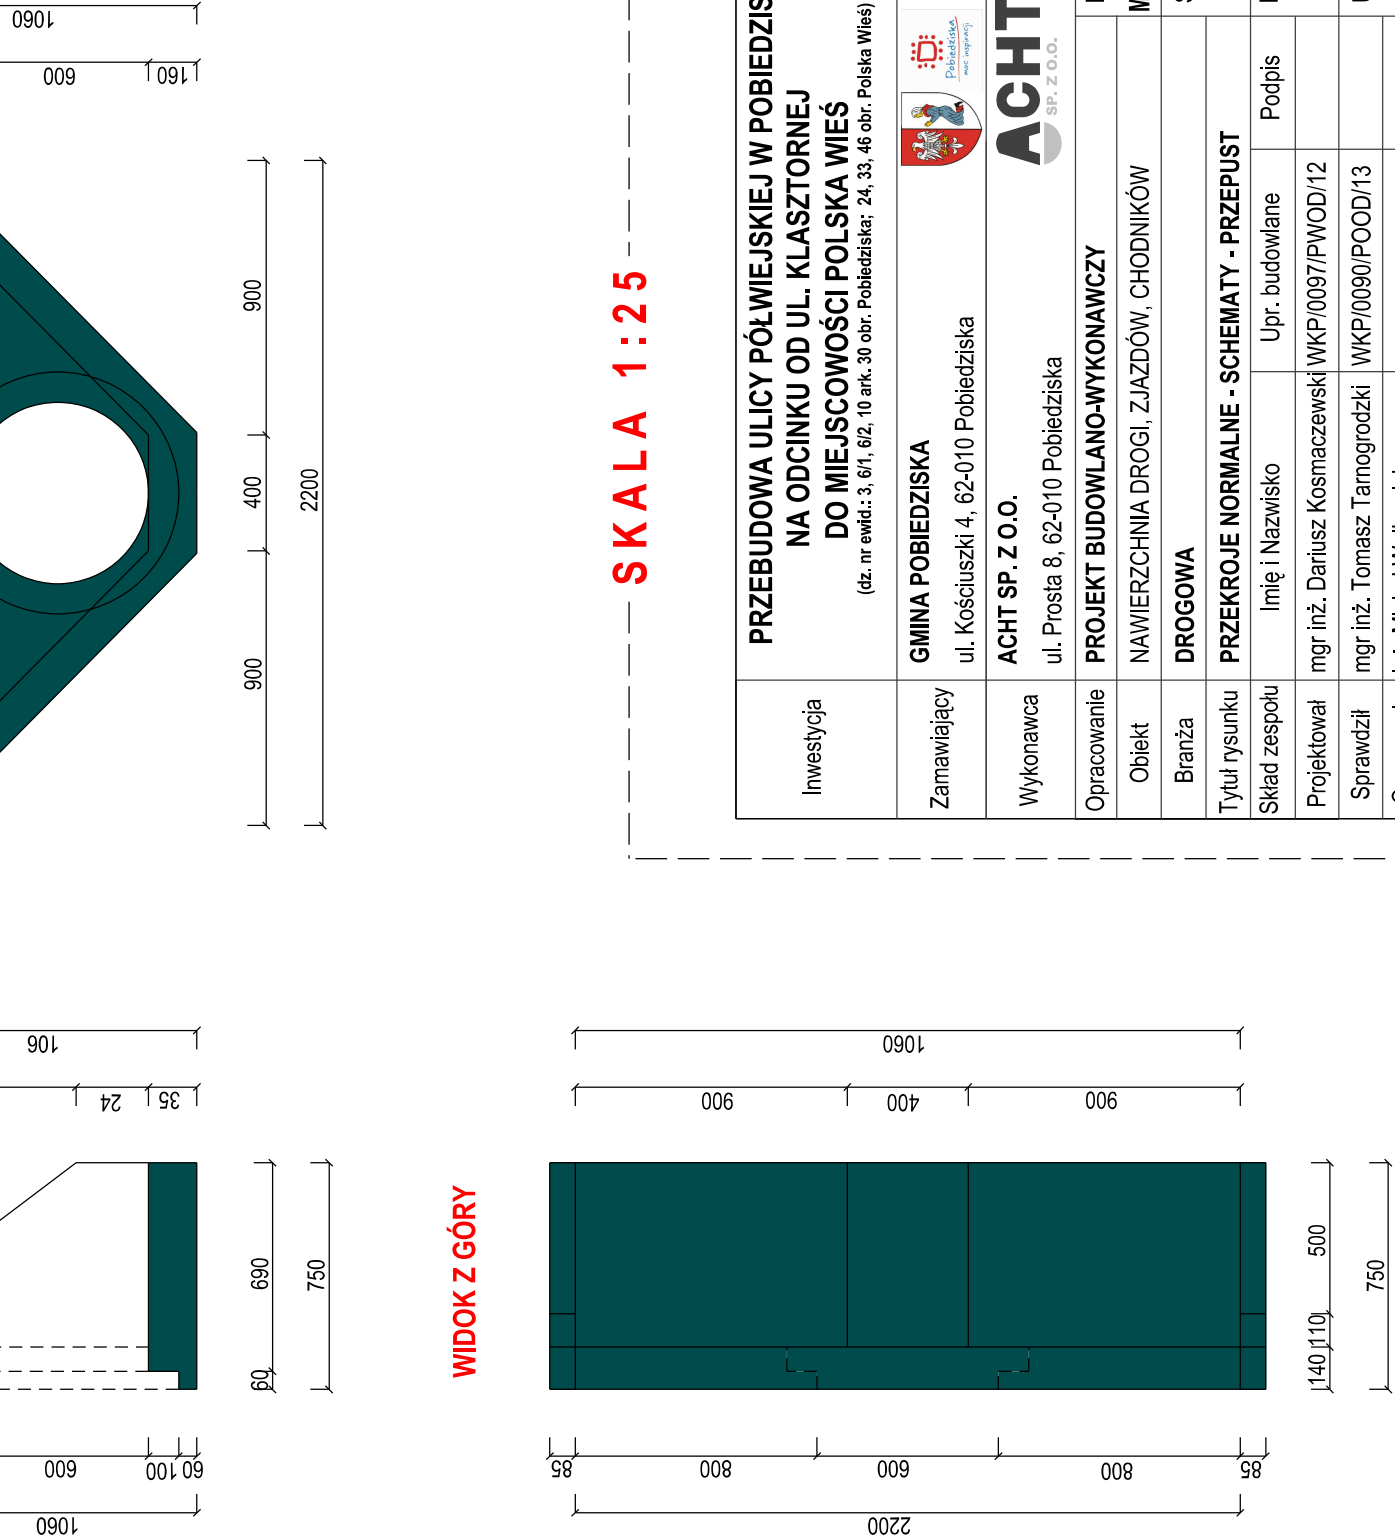 PRZEBUDOWA ULICY PÓŁWIEJSKIEJ W POBIEDZIS
NA ODCINKU OD UL. KLASZTORNEJ
DO MIEJSCOWOŚCI POLSKA WIEŚ
(dz. nr ewid.: 3, 6/1, 6/2, 10 ark. 30 obr. Pobiedziska; 24, 33, 46 obr. Polska Wieś)
Inwestycja
Zamawiający
GMINA POBIEDZISKA
ul. Kościuszki 4, 62-010 Pobiedziska
Pobiedziska
moc inspiracji
Wykonawca
ACHT SP. Z O.O.
ul. Prosta 8, 62-010 Pobiedziska
ACHT
SP. Z O.O.
Opracowanie PROJEKT BUDOWLANO-WYKONAWCZY
Obiekt NAWIERZCHNIA DROGI, ZJAZDÓW, CHODNIKÓW
Branża DROGOWA
Tytuł rysunku PRZEKROJE NORMALNE - SCHEMATY - PRZEPUST
Skład zespołu Imię i Nazwisko Upr. budowlane Podpis
Projektował mgr inż. Dariusz Kosmaczewski WKP/0097/PWOD/12
Sprawdził mgr inż. Tomasz Tarnogrodzki WKP/0090/POOD/13
SKALA 1:25
1060
600 160
900
400
900
2200
106
24 35
690
60
750
600 100 60
1060
WIDOK Z GÓRY
1060
900 400 900
500
110
140
750
85 800 600 800 85
2200